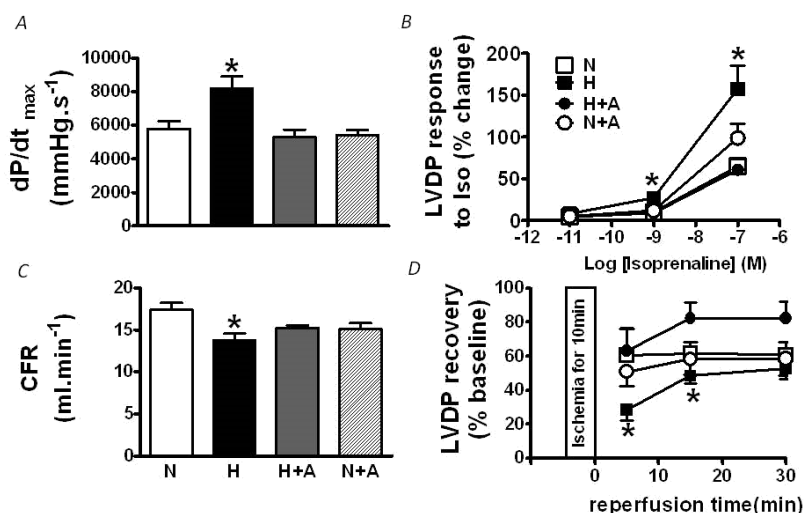 A
dP/dt max
(mmHg.s⁻¹)
10000
8000
6000
4000
2000
0
*
B
LVDP response
to Iso (% change)
200
150
100
50
0
N
H
H+A
N+A
*
*
-12 -11 -10 -9 -8 -7 -6
Log [Isoprenaline] (M)
C
CFR
(ml.min⁻¹)
20
15
10
5
0
*
N H H+A N+A
D
LVDP recovery
(% baseline)
100
80
60
40
20
0
Ischemia for 10min
*
*
0 10 20 30
reperfusion time(min)